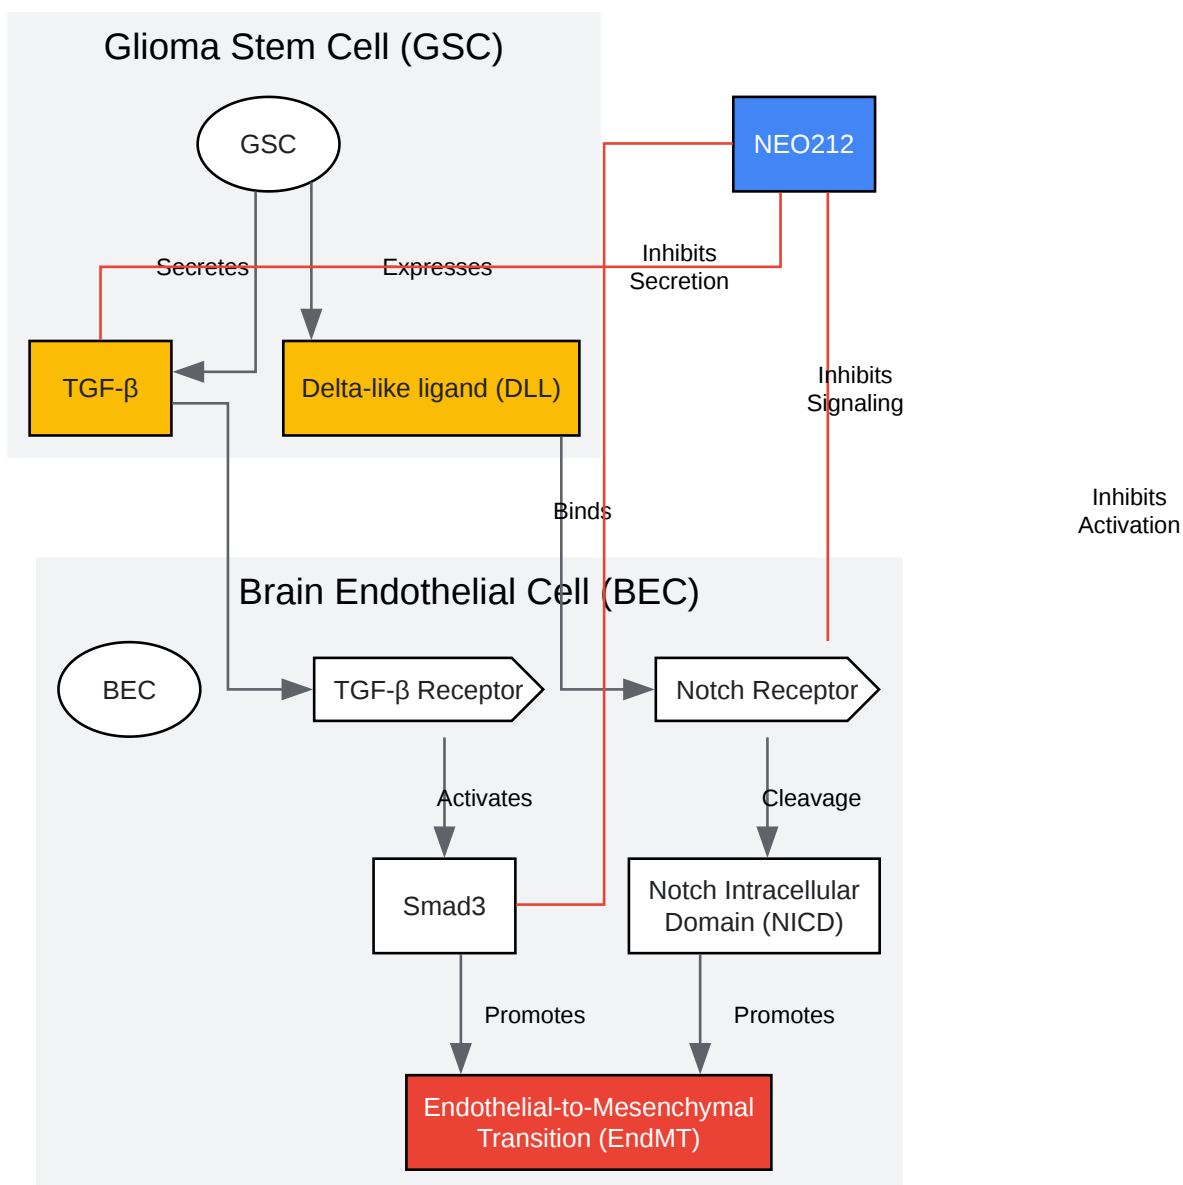 Glioma Stem Cell (GSC)
GSC
NEO212
Secretes
Expresses
Inhibits
Secretion
TGF-β
Delta-like ligand (DLL)
Inhibits
Signaling
Binds
Inhibits
Activation
Brain Endothelial Cell (BEC)
BEC
TGF-β Receptor
Notch Receptor
Activates
Cleavage
Smad3
Notch Intracellular
Domain (NICD)
Promotes
Promotes
Endothelial-to-Mesenchymal
Transition (EndMT)